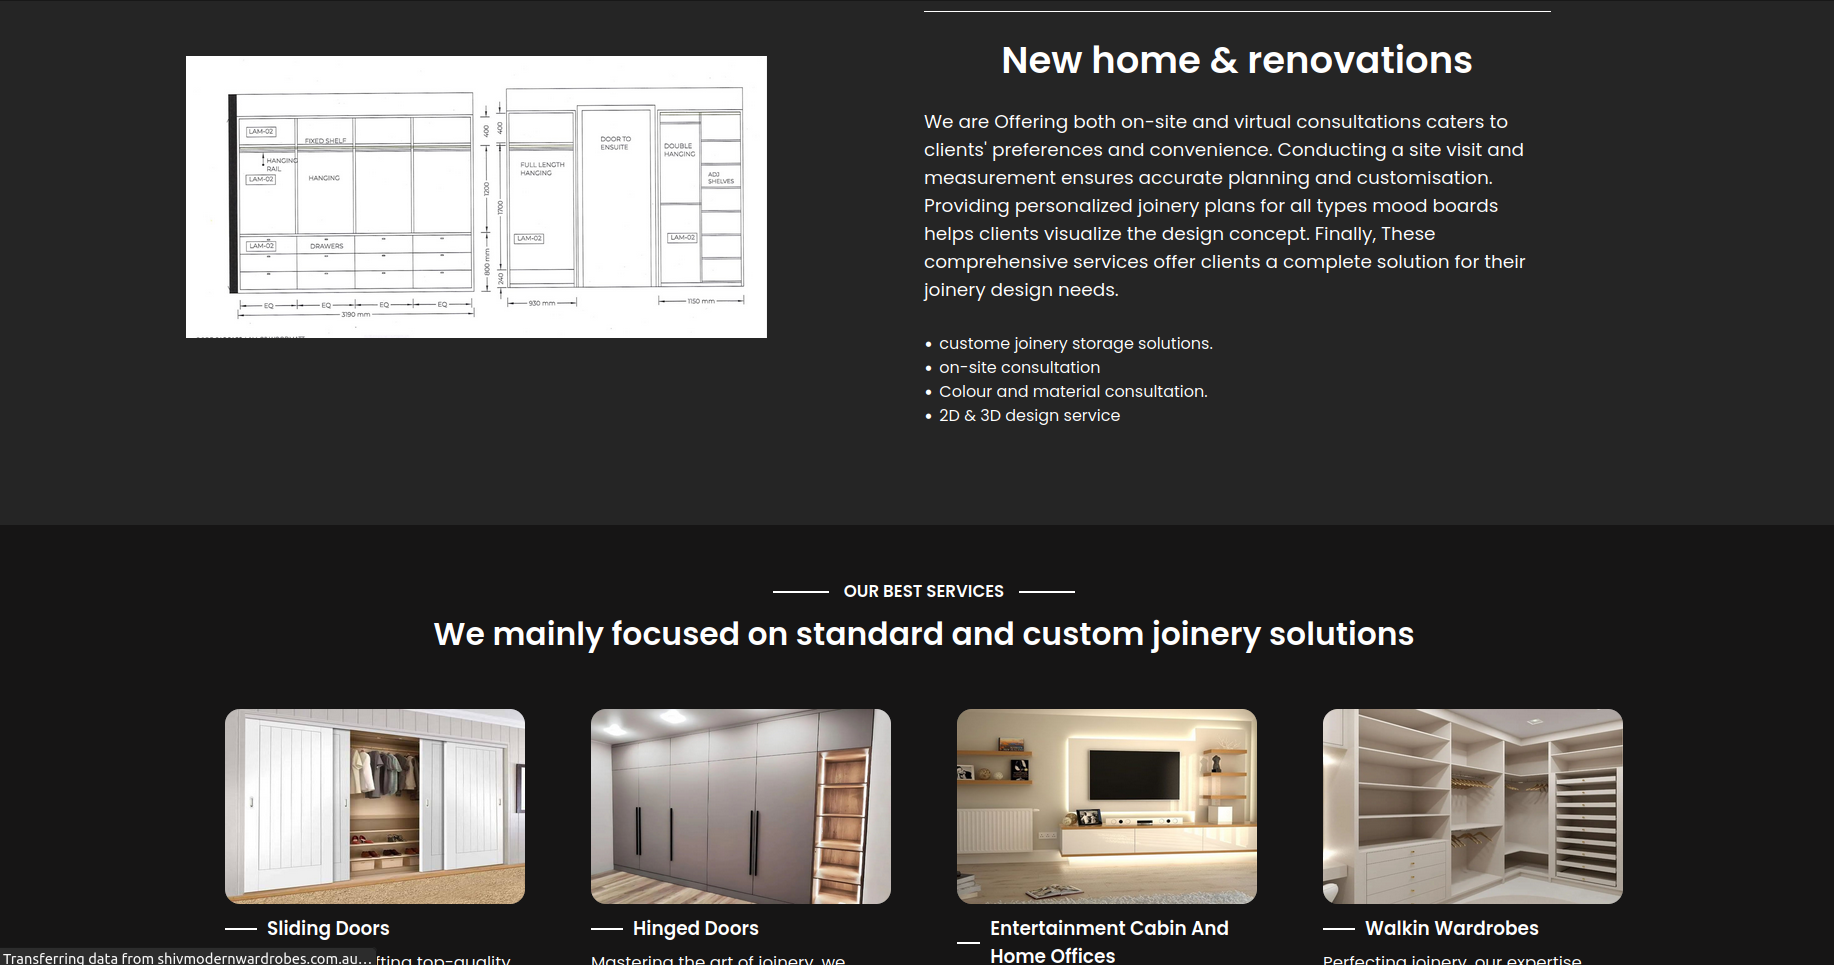 LAM-02
FIXED SHELF
HANGING
RAIL
LAM-02
HANGING
LAM-02
DRAWERS
EQ
EQ
EQ
EQ
3190 mm
400
1200
800 mm
400
1700
240
FULL LENGTH
HANGING
LAM-02
930 mm
DOOR TO
ENSUITE
DOUBLE
HANGING
ADJ
SHELVES
LAM-02
1150 mm
New home & renovations
We are Offering both on-site and virtual consultations caters to
clients' preferences and convenience. Conducting a site visit and
measurement ensures accurate planning and customisation.
Providing personalized joinery plans for all types mood boards
helps clients visualize the design concept. Finally, These
comprehensive services offer clients a complete solution for their
joinery design needs.
• custome joinery storage solutions.
• on-site consultation
• Colour and material consultation.
• 2D & 3D design service
OUR BEST SERVICES
We mainly focused on standard and custom joinery solutions
Sliding Doors
Hinged Doors
Entertainment Cabin And
Home Offices
Walkin Wardrobes
top-quality
Mastering the art of joinery, we
Perfecting joinery, our expertise
Transferring data from shivmodernwardrobes.com.au...